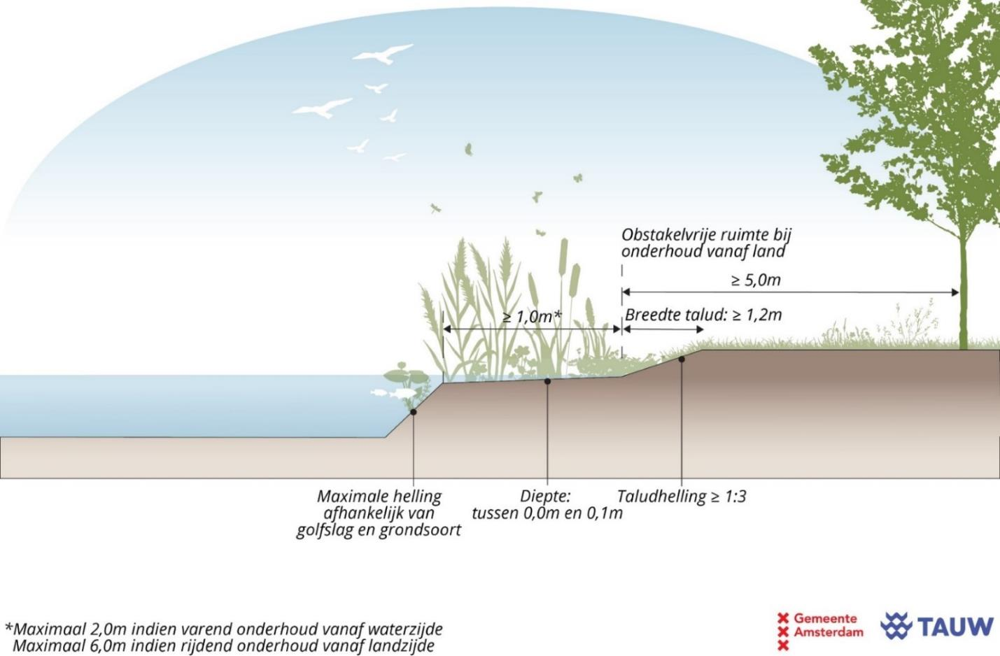 Obstakelvrije ruimte bij
onderhoud vanaf land
≥ 5,0m
≥ 1,0m*
Breedte talud: ≥ 1,2m
Maximale helling
afhankelijk van
golfslag en grondsoort
Diepte:
tussen 0,0m en 0,1m
Taludhelling ≥ 1:3
*Maximaal 2,0m indien varend onderhoud vanaf waterzijde
Maximaal 6,0m indien rijdend onderhoud vanaf landzijde
Gemeente
Amsterdam
TAUW